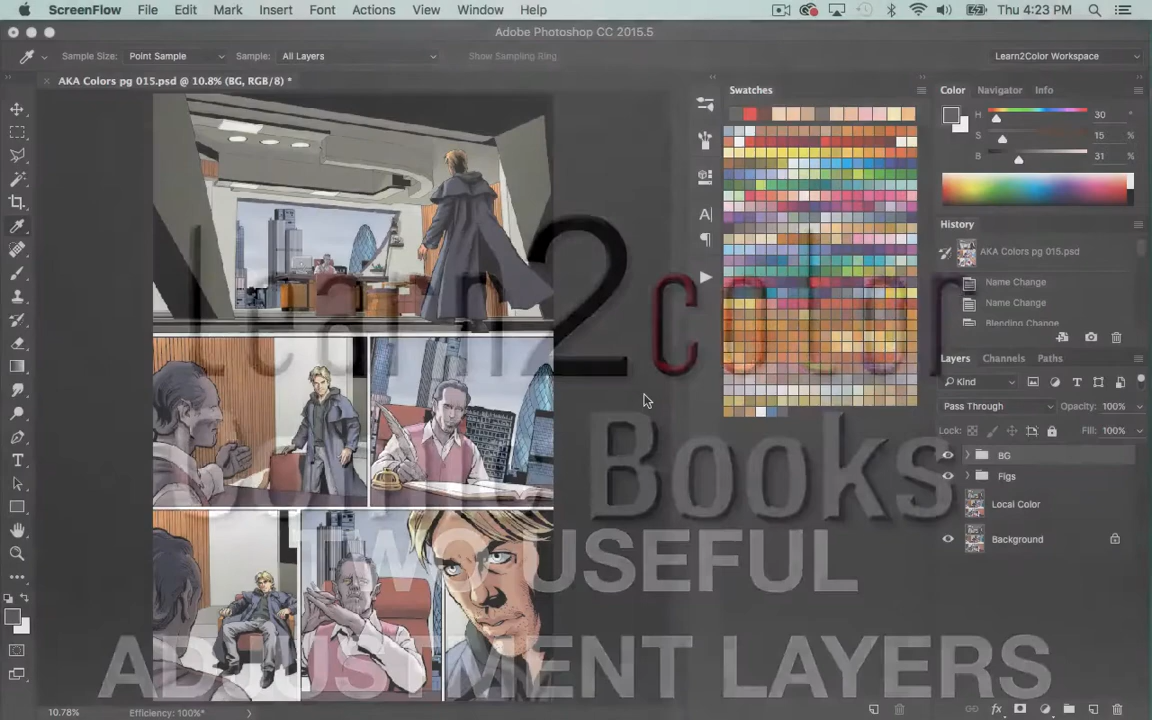 ScreenFlow File Edit Mark Insert Font Actions View Window Help Thu 4:23 PM
Adobe Photoshop CC 2015.5
Sample Size: Point Sample Sample: All Layers Show Sampling Ring Learn2Color Workspace
AKA Colors pg 015.psd @ 10.8% (BG, RGB/8) *
Swatches
Color Navigator Info
H 30 °
S 15 %
B 31 %
History
AKA Colors pg 015.psd
Name Change
Name Change
Blending Change
Layers Channels Paths
Kind
Pass Through Opacity: 100%
Lock: Fill: 100%
BG
Figs
Local Color
Background
Learn2Color
Books
TWO USEFUL
ADJUSTMENT LAYERS
10.78% Efficiency: 100%*